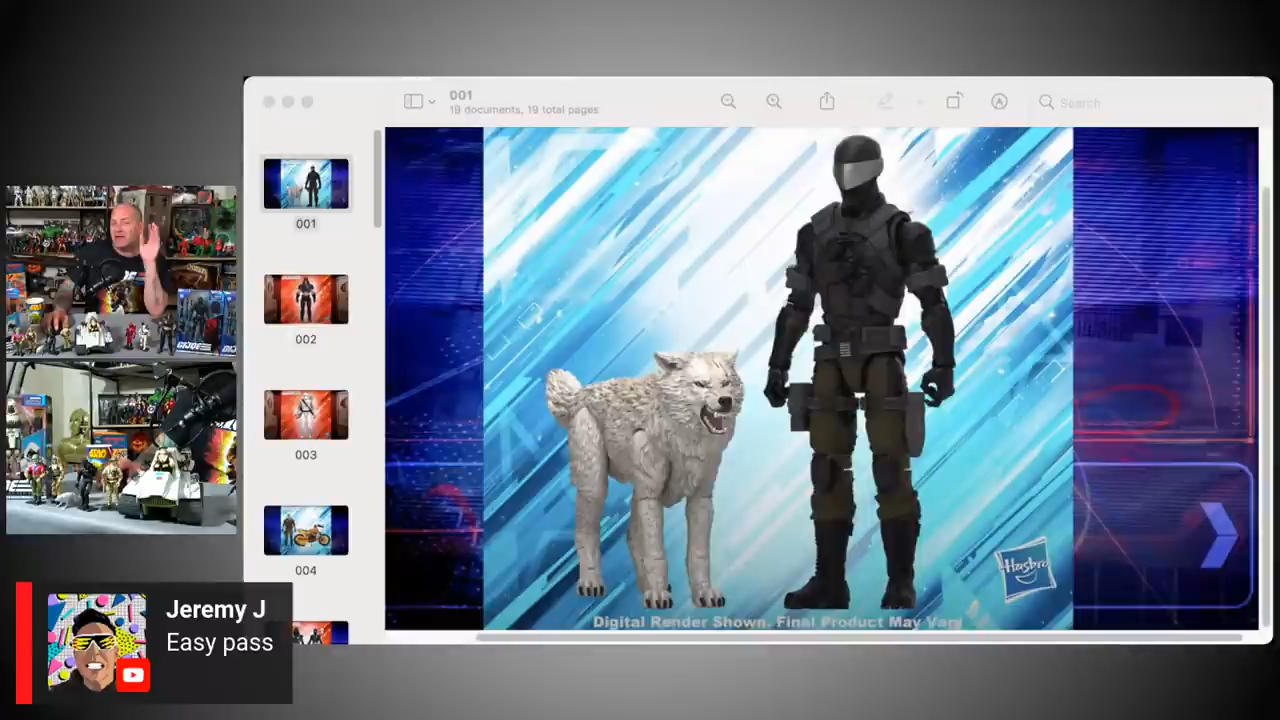 001
19 documents, 19 total pages
Search
001
002
003
004
Hasbro
Digital Render Shown. Final Product May Vary
Jeremy J
Easy pass